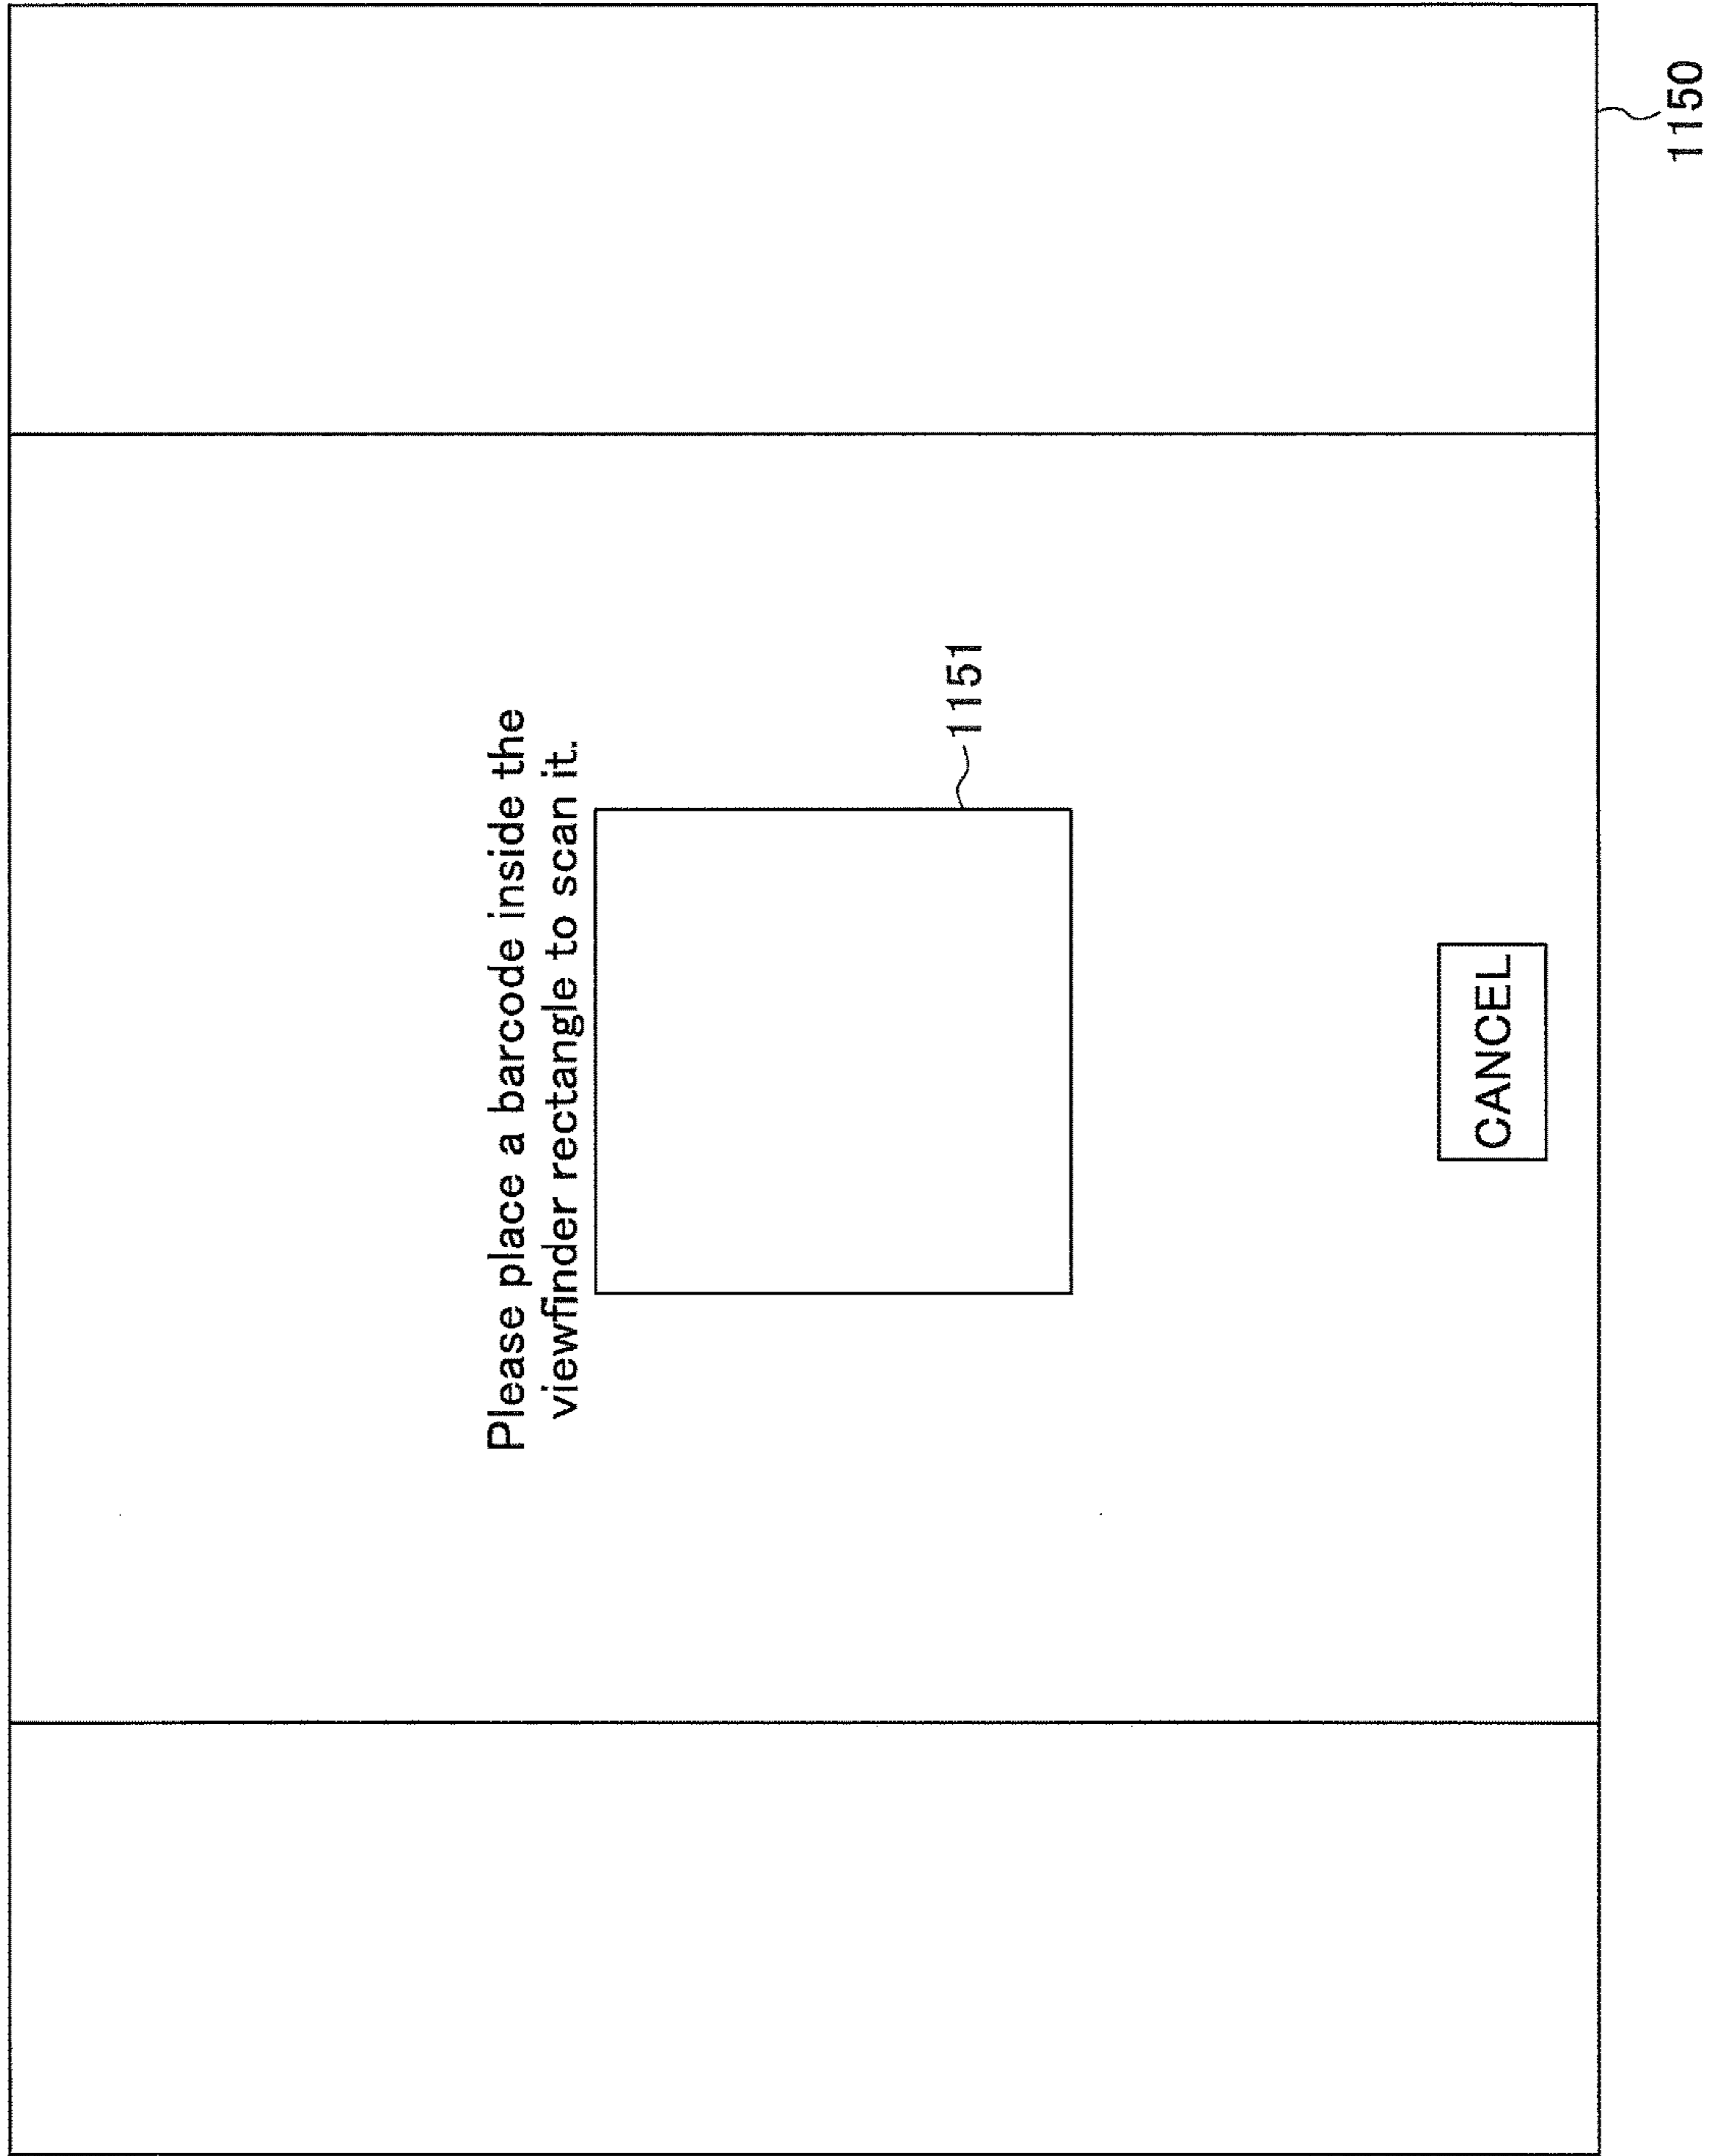 Please place a barcode inside the
viewfinder rectangle to scan it.
1151
CANCEL
1150